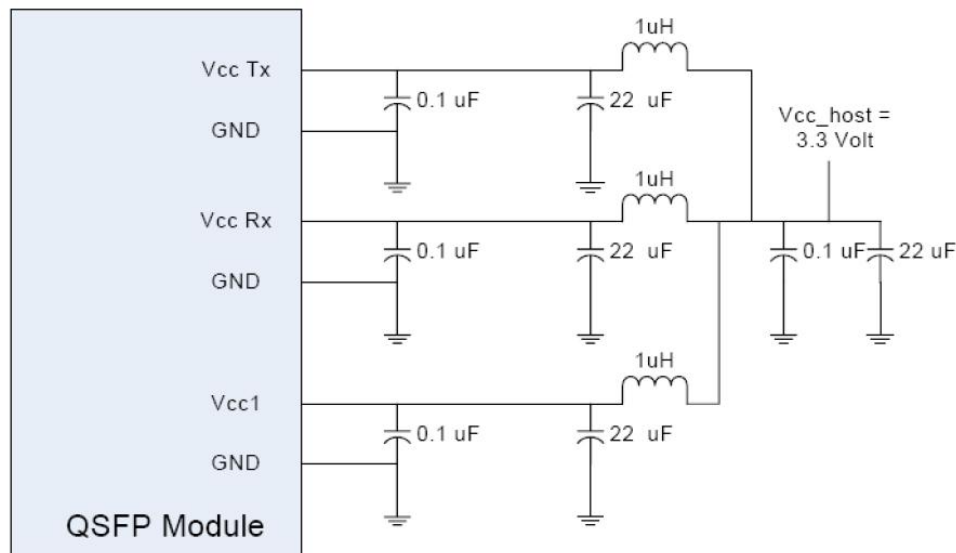 1uH
Vcc Tx
0.1 uF
22 uF
GND
Vcc_host =
3.3 Volt
1uH
Vcc Rx
0.1 uF
22 uF
0.1 uF
22 uF
GND
1uH
Vcc1
0.1 uF
22 uF
GND
QSFP Module